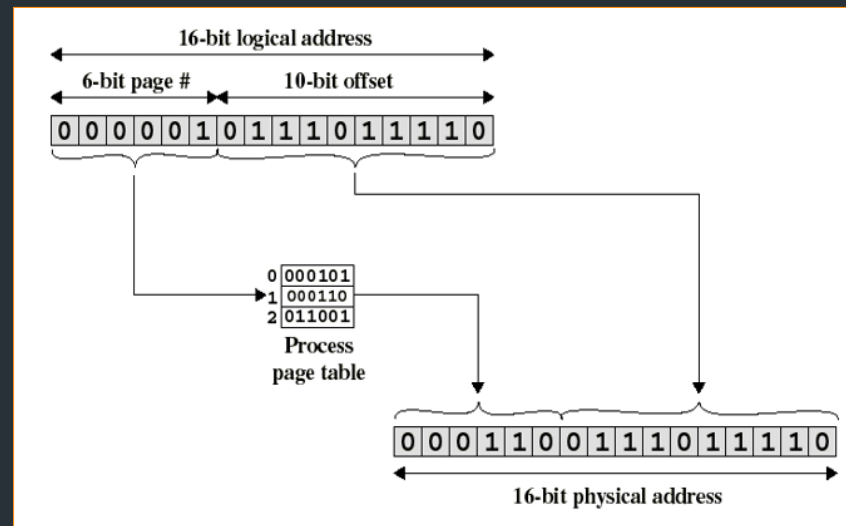 16-bit logical address
6-bit page # 10-bit offset
0 0 0 0 0 1 0 1 1 1 0 1 1 1 1 0
0 000101
1 000110
2 011001
Process
page table
0 0 0 1 1 0 0 1 1 1 0 1 1 1 1 0
16-bit physical address